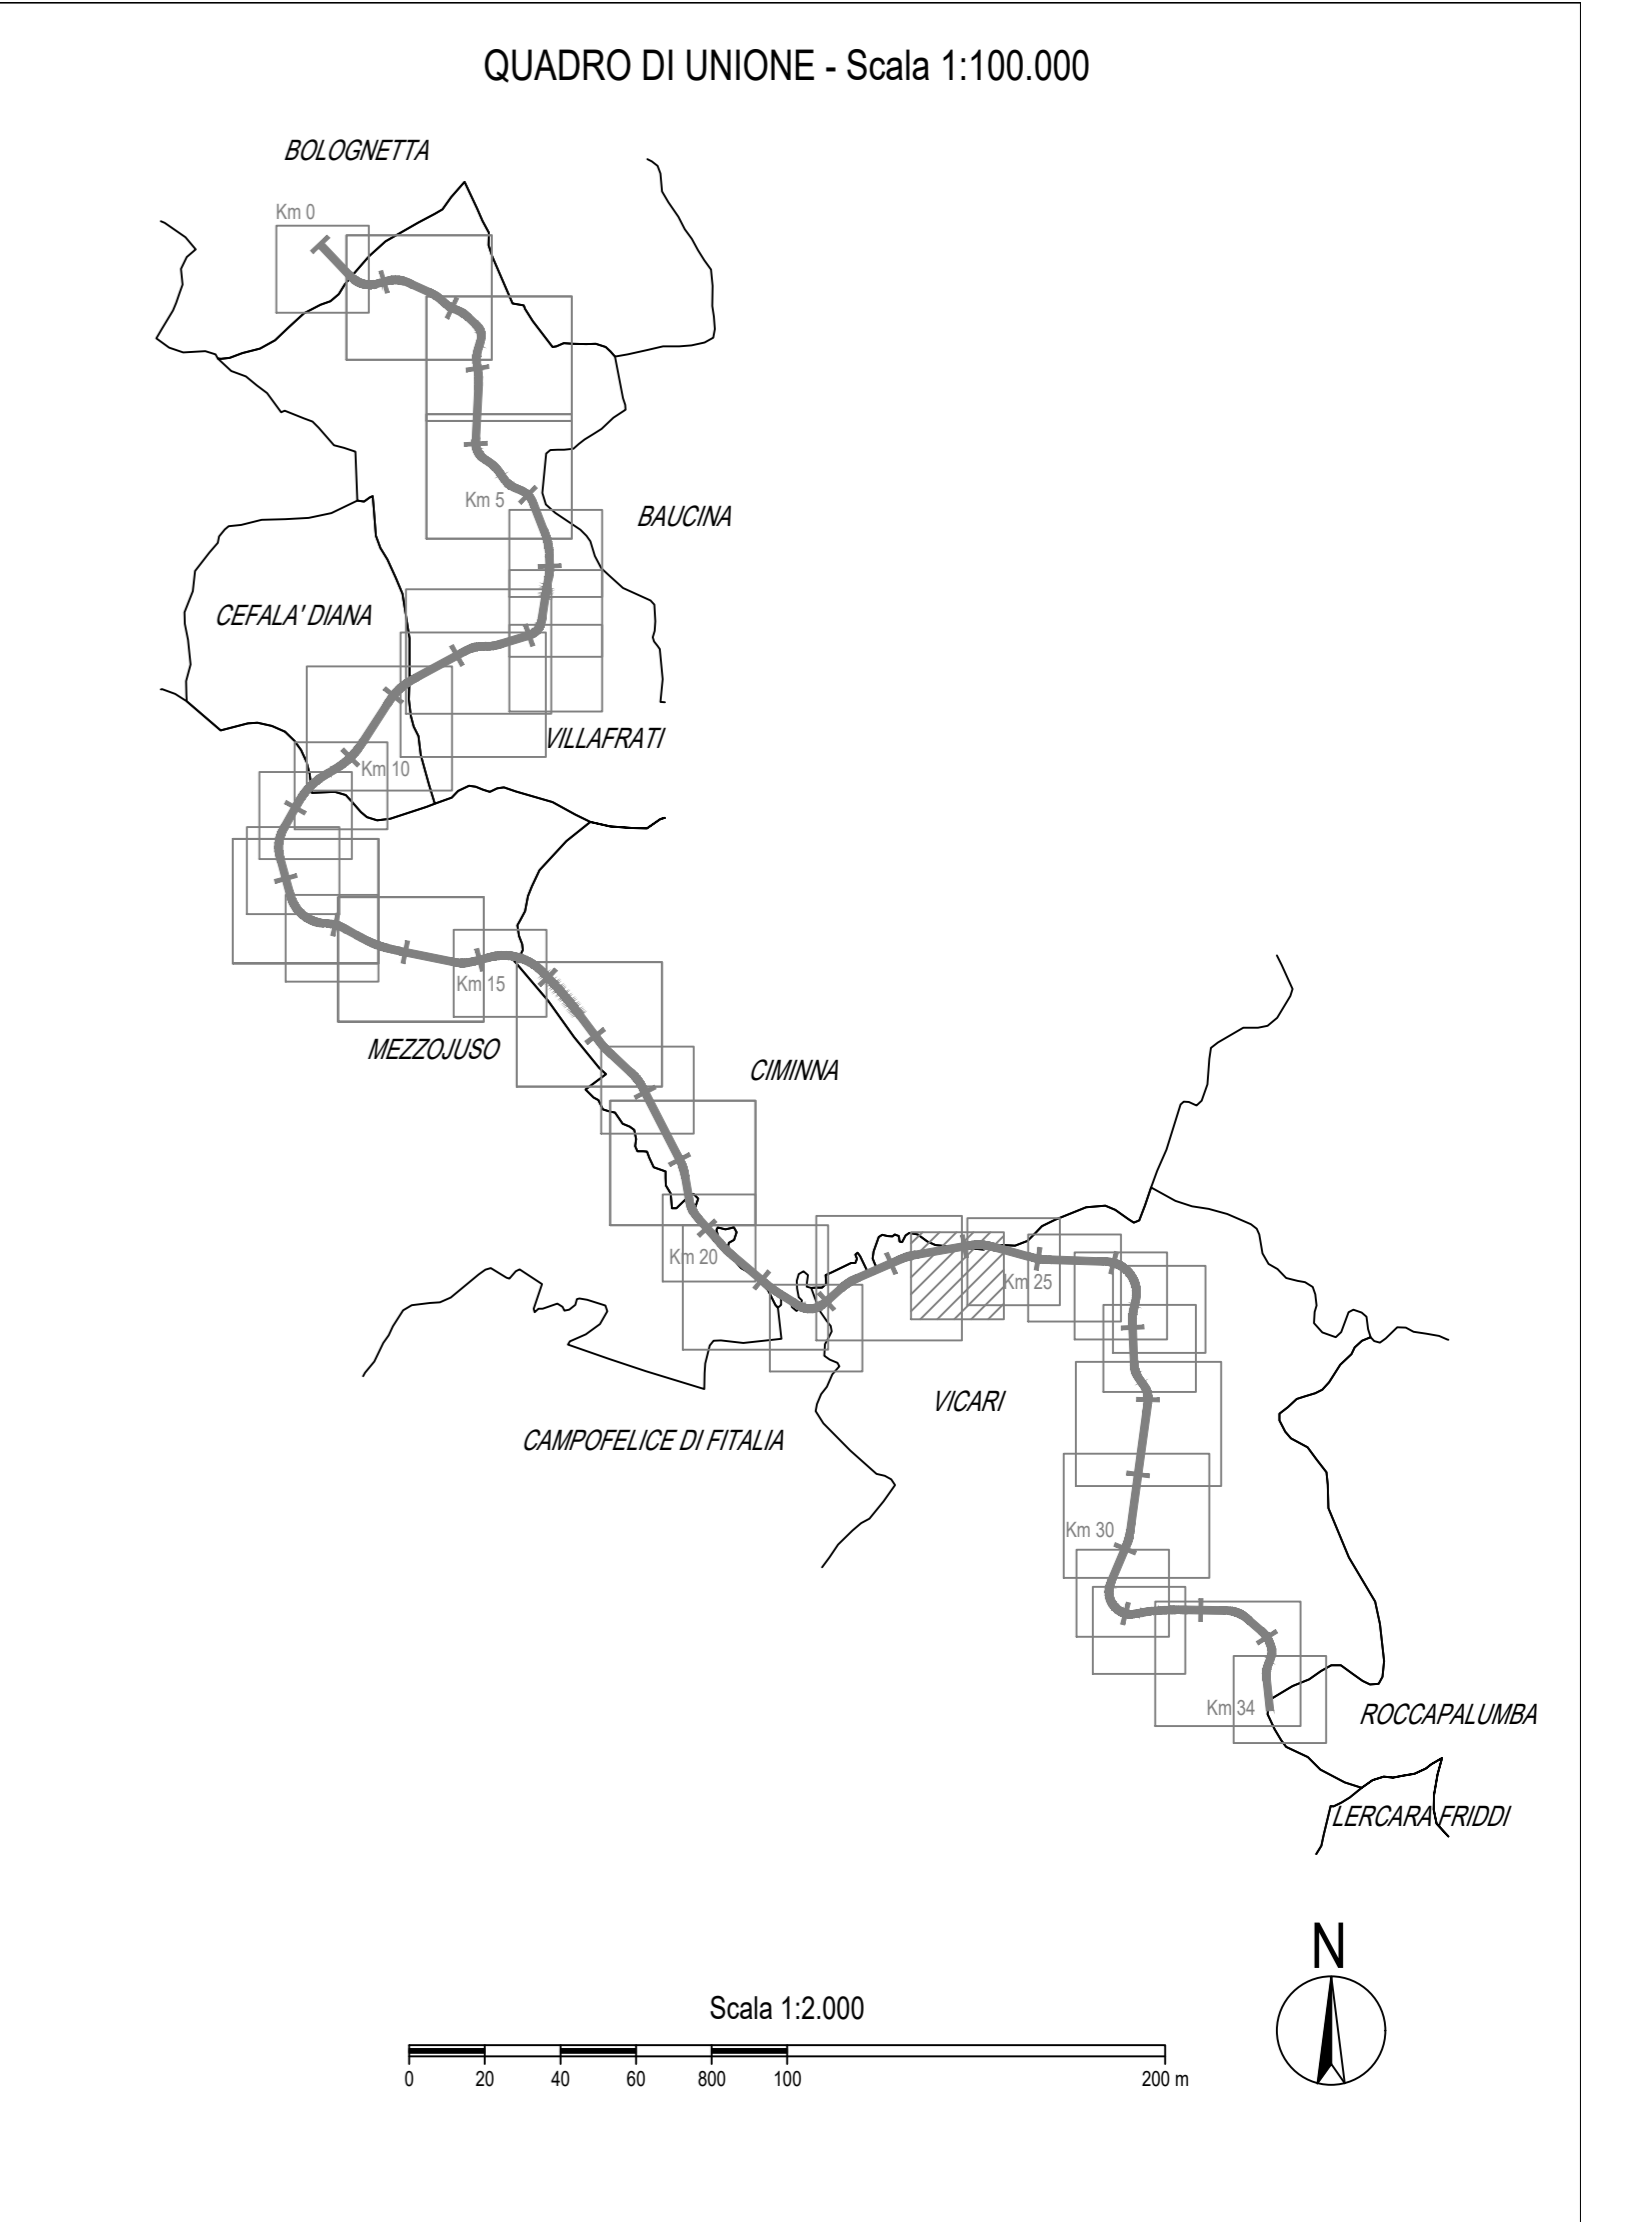 QUADRO DI UNIONE - Scala 1:100.000
BOLOGNETTA
Km 0
Km 5
BAUCINA
CEFALA' DIANA
VILLAFRATI
Km 10
Km 15
MEZZOJUSO
CIMINNA
Km 20
Km 25
VICARI
CAMPOFELICE DI FITALIA
Km 30
Km 34
ROCCAPALUMBA
LERCARA FRIDDI
N
Scala 1:2.000
0 20 40 60 800 100 200 m